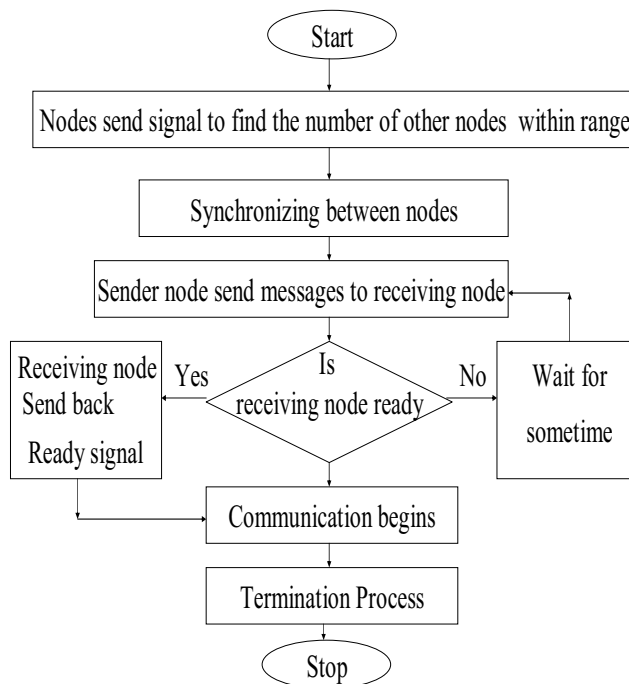 Start
Nodes send signal to find the number of other nodes within range
Synchronizing between nodes
Sender node send messages to receiving node
Receiving node
Send back
Ready signal
Yes
Is
receiving node ready
No
Wait for
sometime
Communication begins
Termination Process
Stop